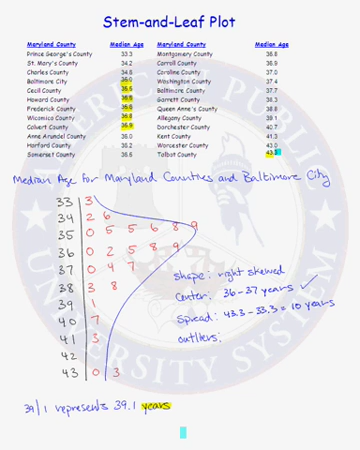 Stem-and-Leaf Plot
Maryland County Median Age Maryland County Median Age
Prince George's County 33.3 Montgomery County 36.8
St. Mary's County 34.2 Carroll County 36.9
Charles County 34.6 Caroline County 37.0
Baltimore City 35.0 Washington County 37.4
Cecil County 35.5 Baltimore County 37.7
Howard County 35.5 Garrett County 38.3
Frederick County 35.6 Queen Anne's County 38.8
Wicomico County 35.8 Allegany County 39.1
Calvert County 35.9 Dorchester County 40.7
Anne Arundel County 36.0 Kent County 41.3
Harford County 36.2 Worcester County 43.0
Somerset County 36.5 Talbot County 43.3
Median Age for Maryland Counties and Baltimore City
33 3
34 2 6
35 0 5 5 6 8 9
36 0 2 5 8 9
37 0 4 7
38 3 8
39 1
40 7
41 3
42
43 0 3
shape: right skewed
Center: 36-37 years ✓
Spread: 43.3-33.3 = 10 years
outliers:
39/1 represents 39.1 years
UNIVERSITY SYSTEM